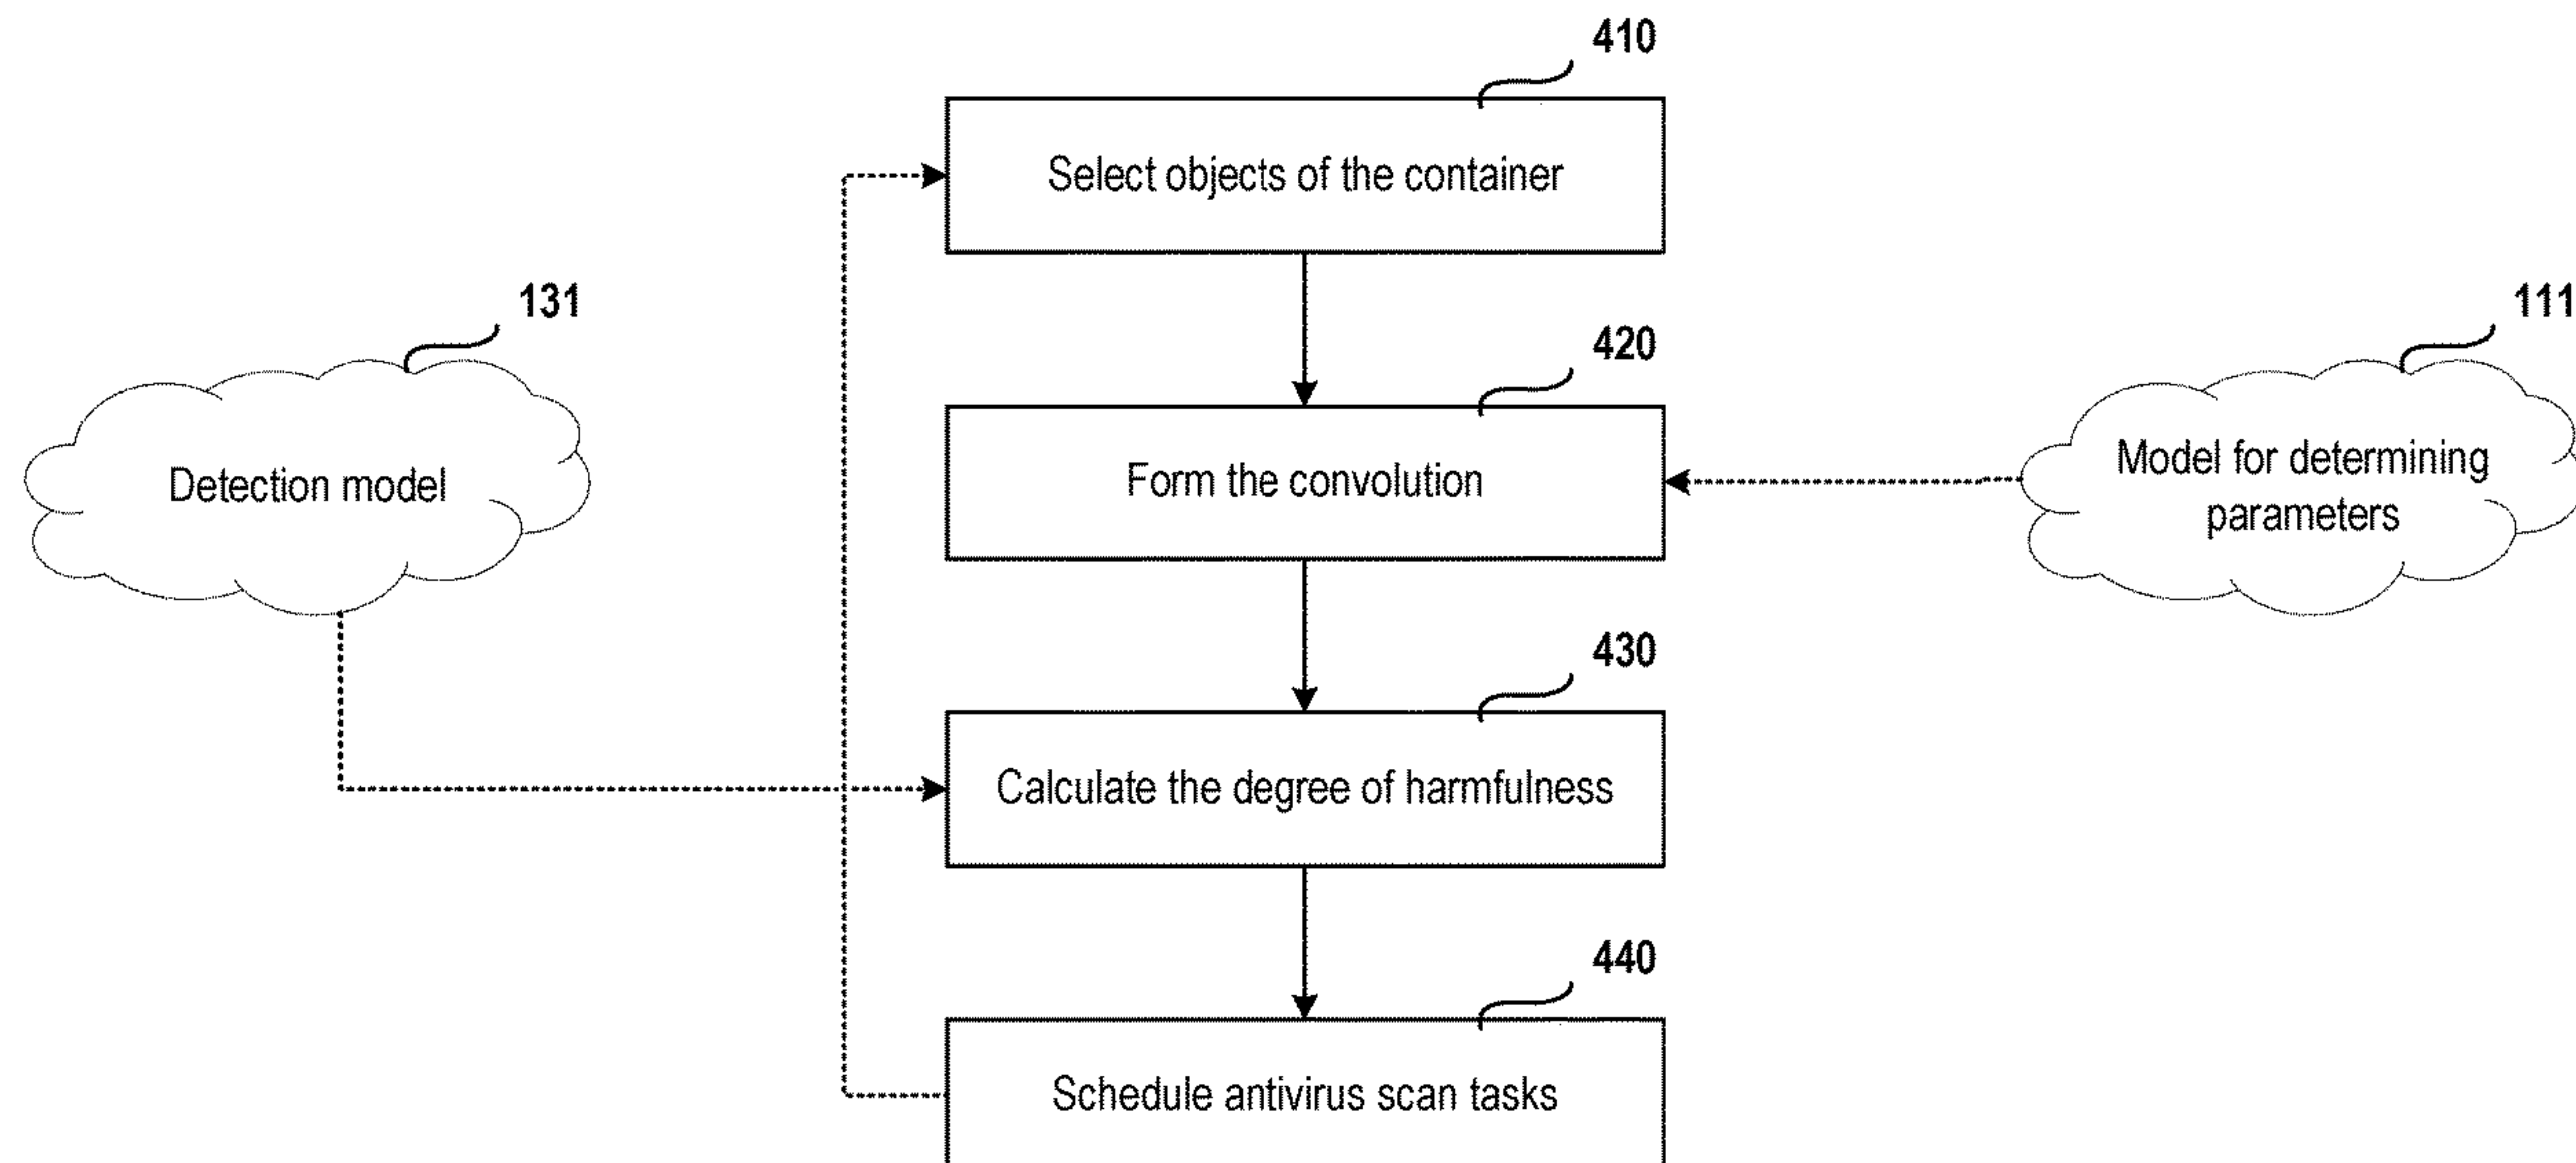 410
Select objects of the container
131
111
420
Detection model
Form the convolution
Model for determining
parameters
430
Calculate the degree of harmfulness
440
Schedule antivirus scan tasks